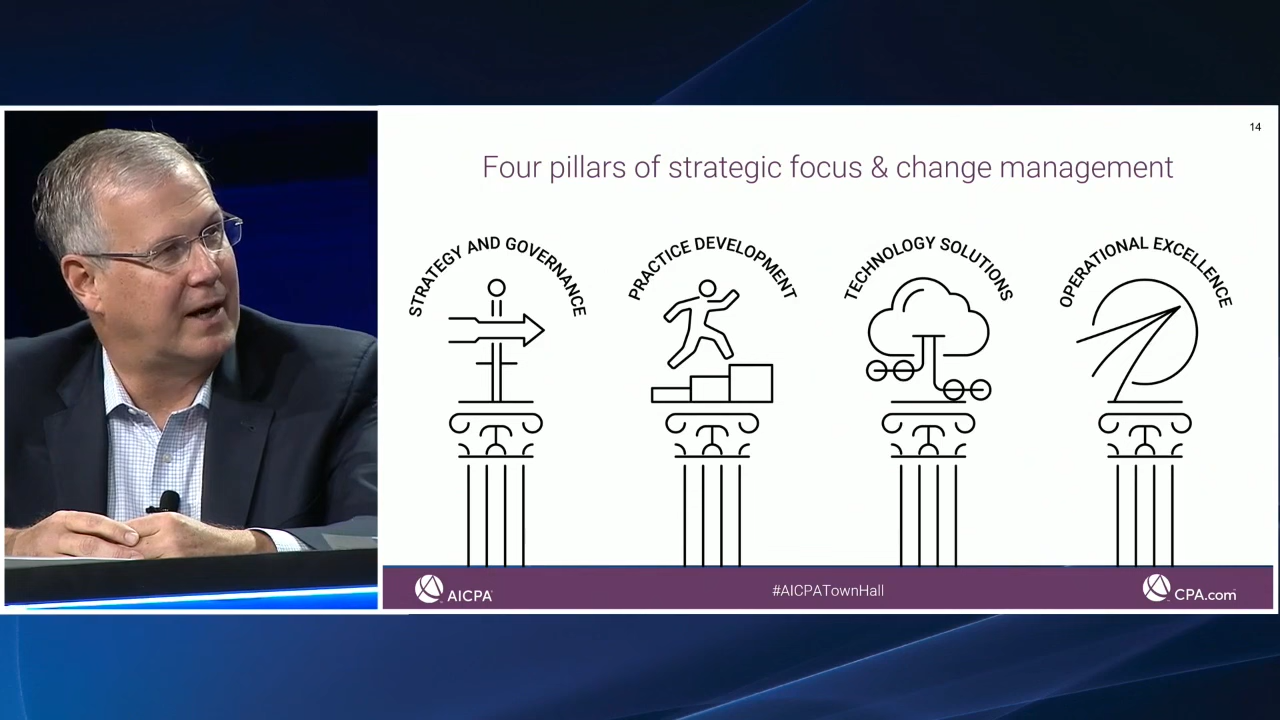 14
Four pillars of strategic focus & change management
STRATEGY AND GOVERNANCE
PRACTICE DEVELOPMENT
TECHNOLOGY SOLUTIONS
OPERATIONAL EXCELLENCE
AICPA
#AICPATownHall
CPA.com